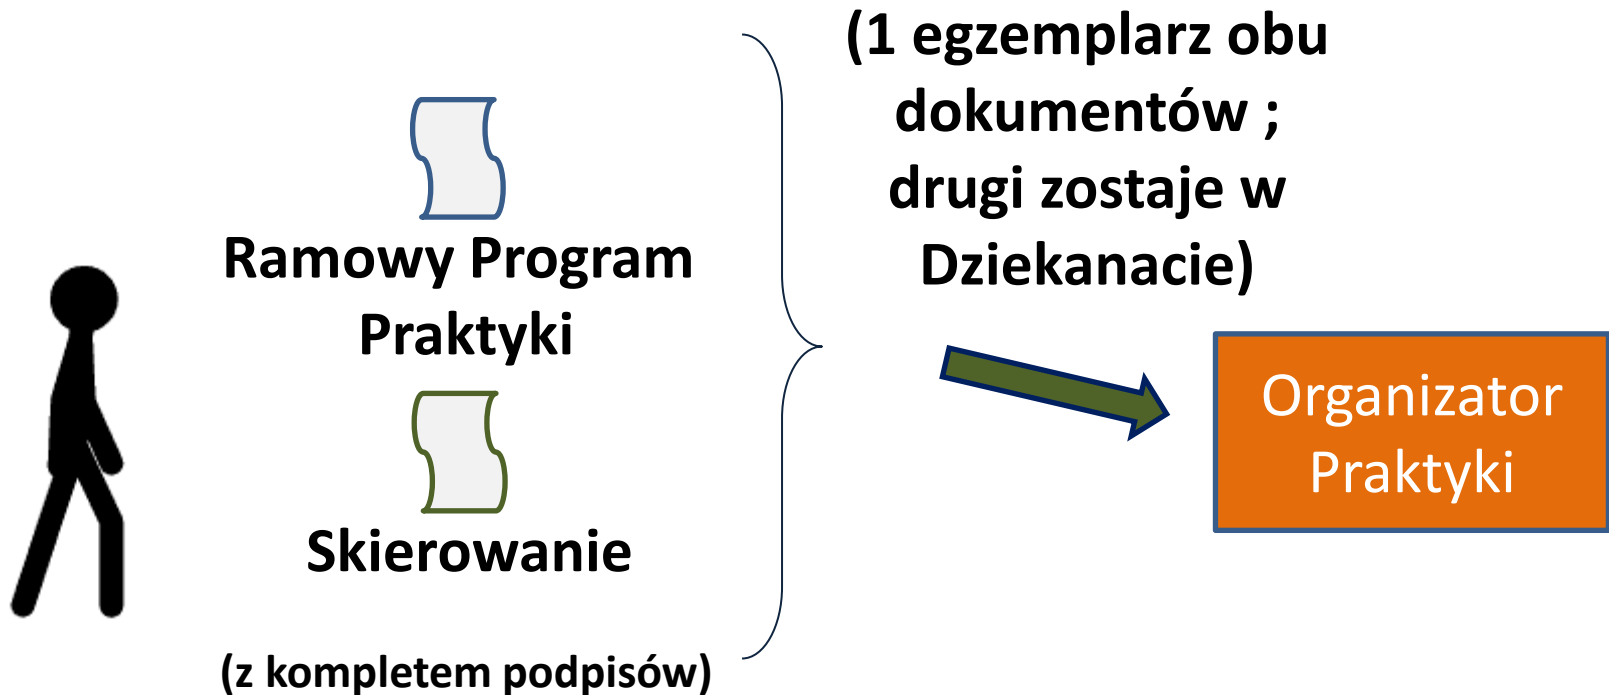 Ramowy Program
Praktyki
Skierowanie
(z kompletem podpisów)
(1 egzemplarz obu
dokumentów ;
drugi zostaje w
Dziekanacie)
Organizator
Praktyki